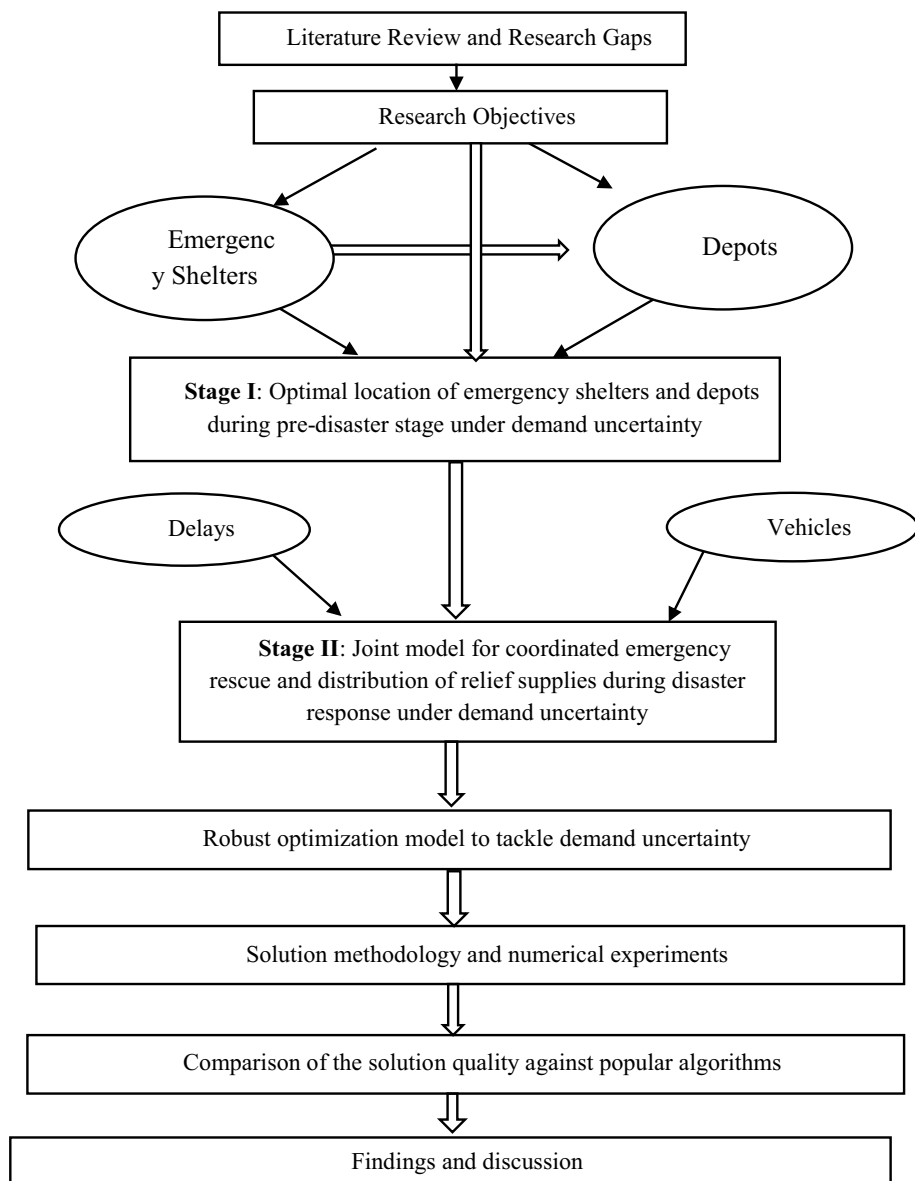 Literature Review and Research Gaps
Research Objectives
Emergenc
y Shelters
Depots
Stage I: Optimal location of emergency shelters and depots
during pre-disaster stage under demand uncertainty
Delays
Vehicles
Stage II: Joint model for coordinated emergency
rescue and distribution of relief supplies during disaster
response under demand uncertainty
Robust optimization model to tackle demand uncertainty
Solution methodology and numerical experiments
Comparison of the solution quality against popular algorithms
Findings and discussion